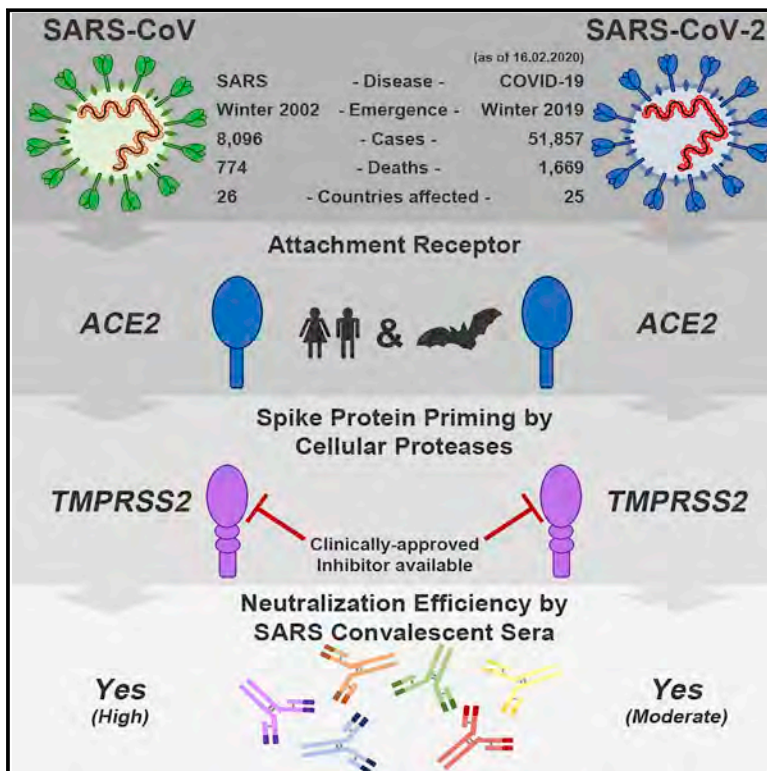 SARS-CoV
SARS-CoV-2
(as of 16.02.2020)
SARS - Disease - COVID-19
Winter 2002 - Emergence - Winter 2019
8,096 - Cases - 51,857
774 - Deaths - 1,669
26 - Countries affected - 25
Attachment Receptor
ACE2 & ACE2
Spike Protein Priming by
Cellular Proteases
TMPRSS2 TMPRSS2
Clinically-approved
Inhibitor available
Neutralization Efficiency by
SARS Convalescent Sera
Yes Yes
(High) (Moderate)